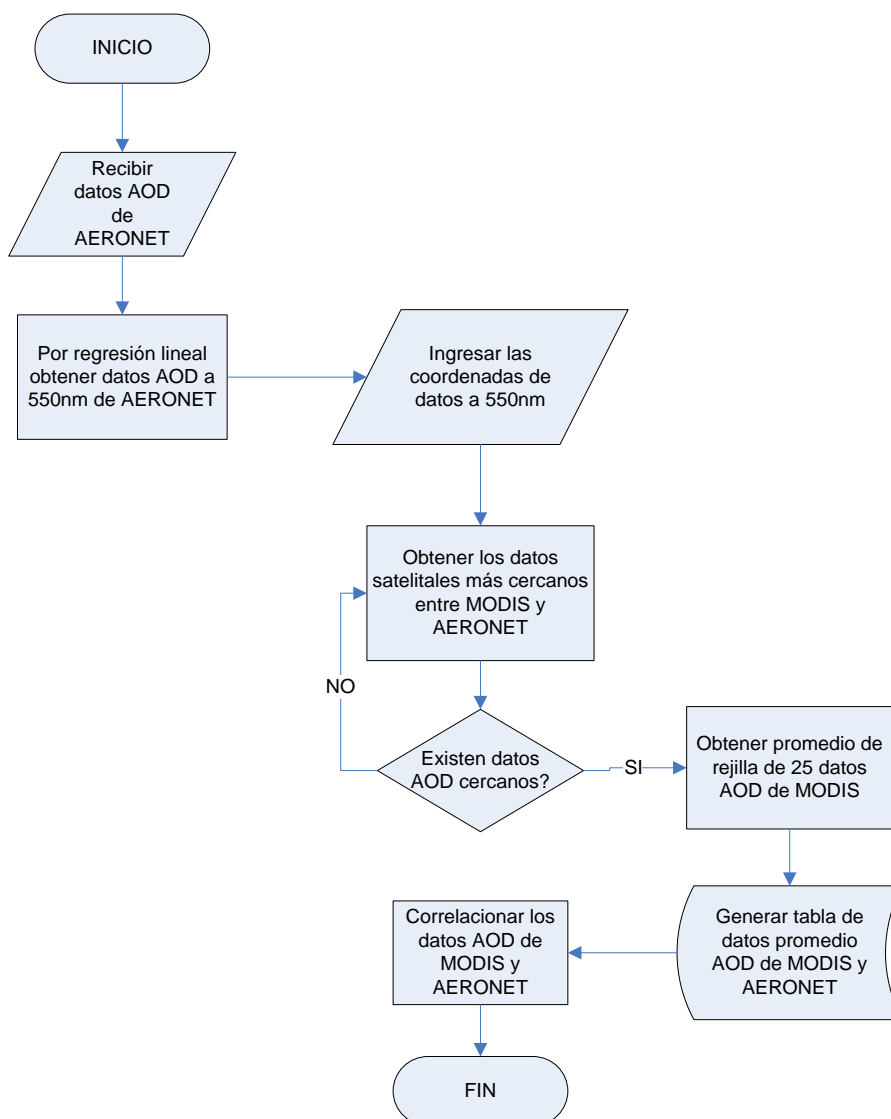 INICIO
Recibir
datos AOD
de
AERONET
Por regresión lineal
obtener datos AOD a
550nm de AERONET
Ingresar las
coordenadas de
datos a 550nm
Obtener los datos
satelitales más cercanos
entre MODIS y
AERONET
NO
Existen datos
AOD cercanos?
SI
Obtener promedio de
rejilla de 25 datos
AOD de MODIS
Generar tabla de
datos promedio
AOD de MODIS y
AERONET
Correlacionar los
datos AOD de
MODIS y
AERONET
FIN